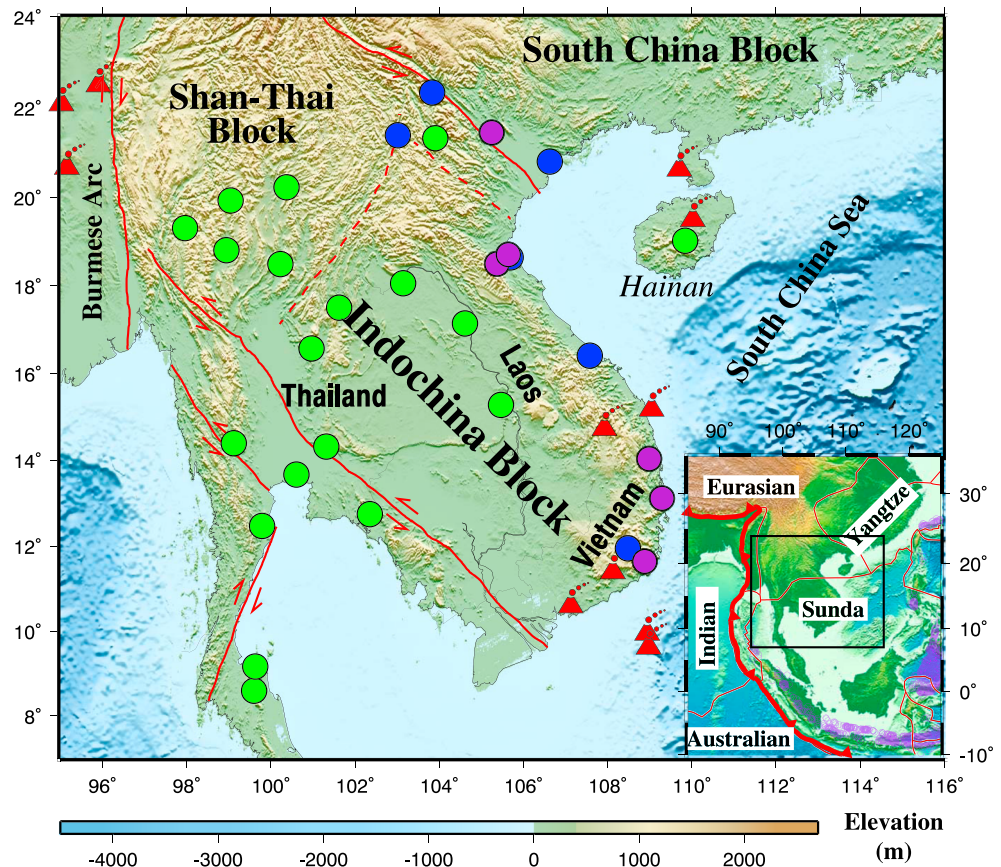 24°
22°
20°
18°
16°
14°
12°
10°
8°
South China Block
Shan-Thai
Block
Burmese Arc
Hainan
South China Sea
Indochina Block
Laos
Thailand
Vietnam
90° 100° 110° 120°
Eurasian
Yangtze
Sunda
Indian
Australian
30°
20°
10°
0°
-10°
96° 98° 100° 102° 104° 106° 108° 110° 112° 114° 116°
-4000 -3000 -2000 -1000 0 1000 2000
Elevation
(m)